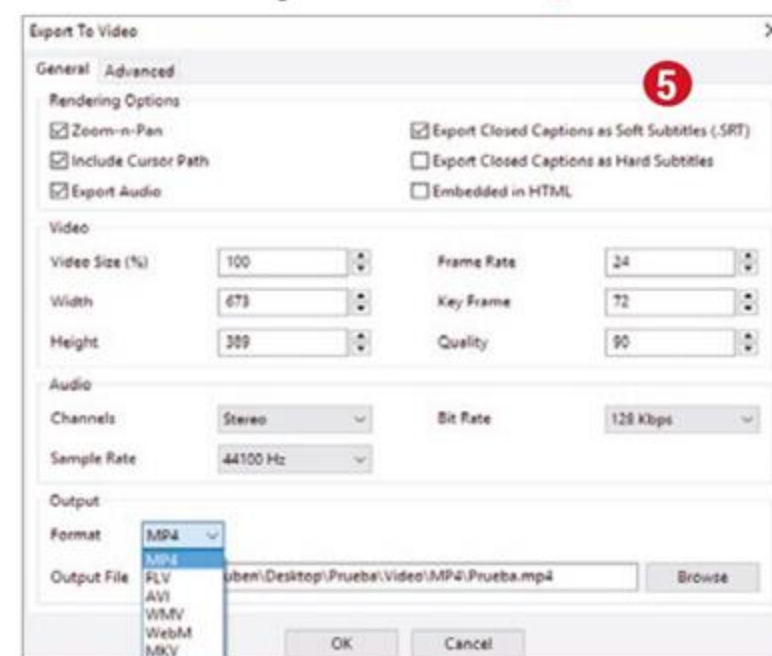 Export To Video
General Advanced
5
Rendering Options
Zoom-n-Pan
Export Closed Captions as Soft Subtitles (.SRT)
Include Cursor Path
Export Closed Captions as Hard Subtitles
Export Audio
Embedded in HTML
Video
Video Size (%) 100 Frame Rate 24
Width 673 Key Frame 72
Height 389 Quality 90
Audio
Channels Stereo Bit Rate 128 Kbps
Sample Rate 44100 Hz
Output
Format MP4
MP4
Output File uben\Desktop\Prueba\Video\MP4\Prueba.mp4 Browse
FLV
AVI
WMV
WebM
MKV
OK Cancel